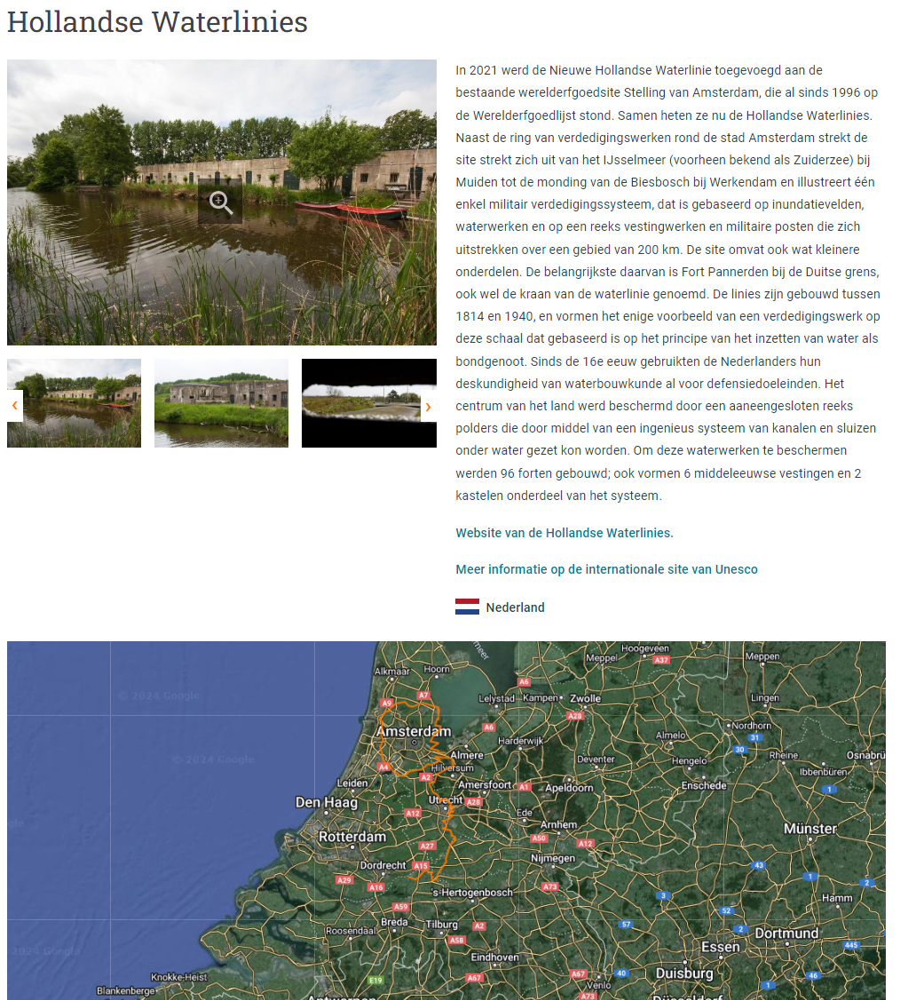 Hollandse Waterlinies
In 2021 werd de Nieuwe Hollandse Waterlinie toegevoegd aan de
bestaande werelderfgoedsite Stelling van Amsterdam, die al sinds 1996 op
de Werelderfgoedlijst stond. Samen heten ze nu de Hollandse Waterlinies.
Naast de ring van verdedigingswerken rond de stad Amsterdam strekt de
site strekt zich uit van het IJsselmeer (voorheen bekend als Zuiderzee) bij
Muiden tot de monding van de Biesbosch bij Werkendam en illustreert één
enkel militair verdedigingssysteem, dat is gebaseerd op inundatievelden,
waterwerken en op een reeks vestingwerken en militaire posten die zich
uitstrekken over een gebied van 200 km. De site omvat ook wat kleinere
onderdelen. De belangrijkste daarvan is Fort Pannerden bij de Duitse grens,
ook wel de kraan van de waterlinie genoemd. De linies zijn gebouwd tussen
1814 en 1940, en vormen het enige voorbeeld van een verdedigingswerk op
deze schaal dat gebaseerd is op het principe van het inzetten van water als
bondgenoot. Sinds de 16e eeuw gebruikten de Nederlanders hun
deskundigheid van waterbouwkunde al voor defensiedoeleinden. Het
centrum van het land werd beschermd door een aaneengesloten reeks
polders die door middel van een ingenieus systeem van kanalen en sluizen
onder water gezet kon worden. Om deze waterwerken te beschermen
werden 96 forten gebouwd; ook vormen 6 middeleeuwse vestingen en 2
kastelen onderdeel van het systeem.
Website van de Hollandse Waterlinies.
Meer informatie op de internationale site van Unesco
Nederland
meer
Hoogeveen
Meppel
A37
Meppen
Alkmaar
Hoorn
A6
A7
A9
Lelystad
Kampen
Zwolle
Lingen
© 2024 Google
A28
Amsterdam
A6
Nordhorn
Harderwijk
Almelo
31
30
Almere
Deventer
Hengelo
Rheine
Osnabrü
© 2024 Google
A4
Hilversum
Ibbenbüren
A2
Leiden
Amersfoort
A1
Apeldoorn
Enschede
1
Den Haag
Utrecht
A28
A12
Ede
Arnhem
Münster
Rotterdam
A50
A12
A27
Nijmegen
Dordrecht
A15
43
A29
A16
1
2
's-Hertogenbosch
A73
3
Hamm
A59
52
Breda
Tilburg
A2
57
2
Roosendaal
A58
Dortmund
445
2024 Google
Essen
Eindhoven
Duisburg
Knokke-Heist
E19
A67
A67
40
46
Blankenberge
Venlo
1
A73
Antwerpen
Düsseldorf